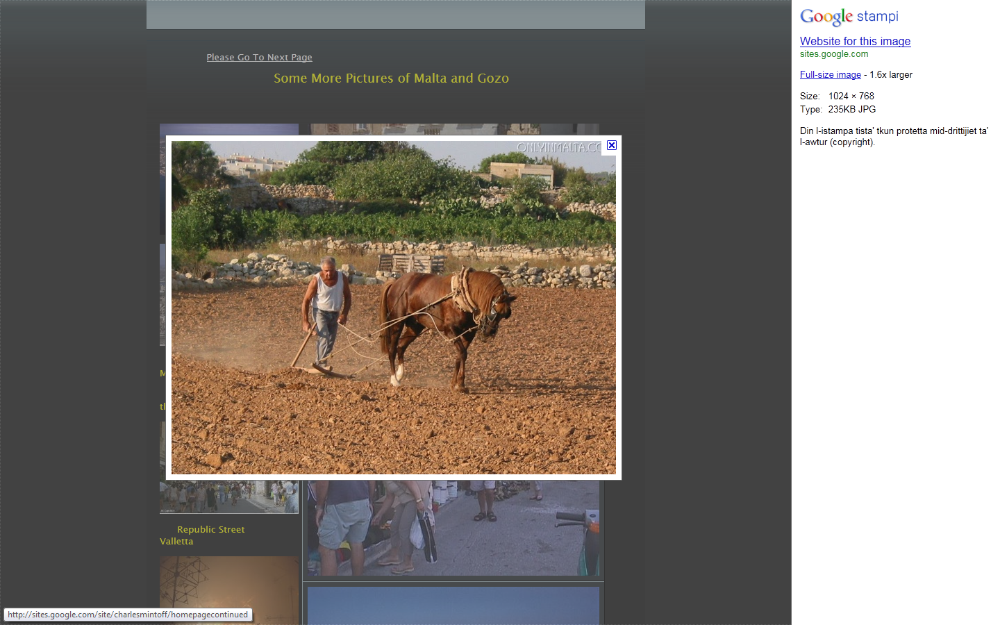 Please Go To Next Page
Some More Pictures of Malta and Gozo
ONLYINMALTA.CO
Republic Street
Valletta
http://sites.google.com/site/charlesmintoff/homepagecontinued
Google stampi
Website for this image
sites.google.com
Full-size image - 1.6x larger
Size: 1024 × 768
Type: 235KB JPG
Din l-istampa tista' tkun protetta mid-drittijiet ta'
l-awtur (copyright).